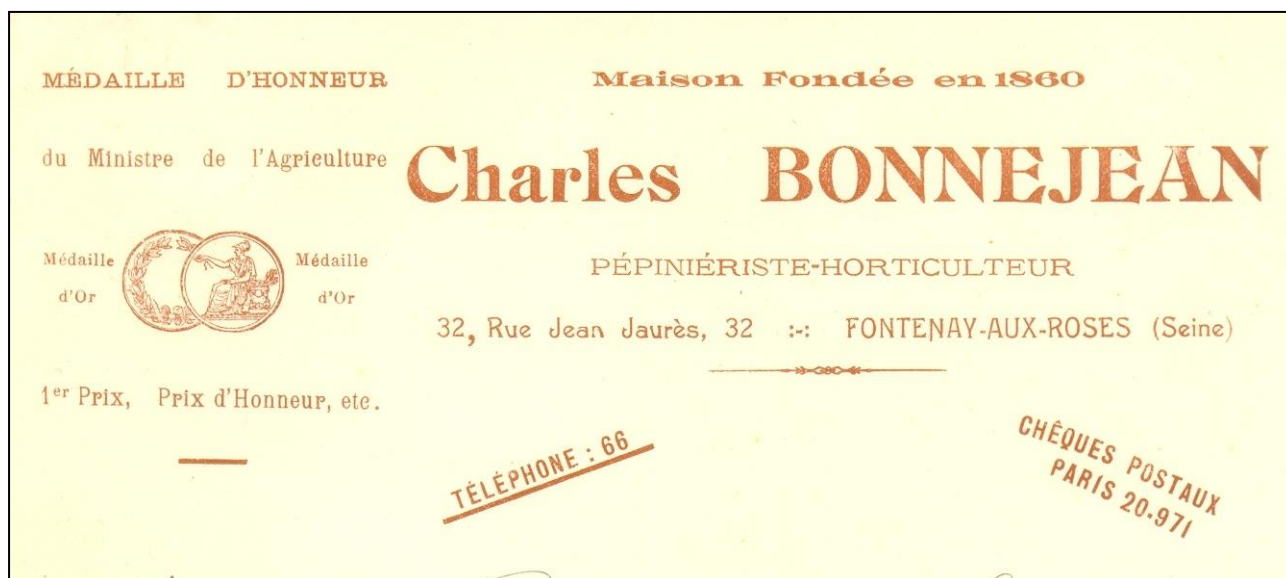 MÉDAILLE D'HONNEUR
du Ministre de l'Agriculture
Médaille d'Or
Médaille d'Or
1er Prix, Prix d'Honneur, etc.
Maison Fondée en 1860
Charles BONNEJEAN
PÉPINIÉRISTE-HORTICULTEUR
32, Rue Jean Jaurès, 32 :-: FONTENAY-AUX-ROSES (Seine)
TÉLÉPHONE : 66
CHÊQUES POSTAUX
PARIS 20-971